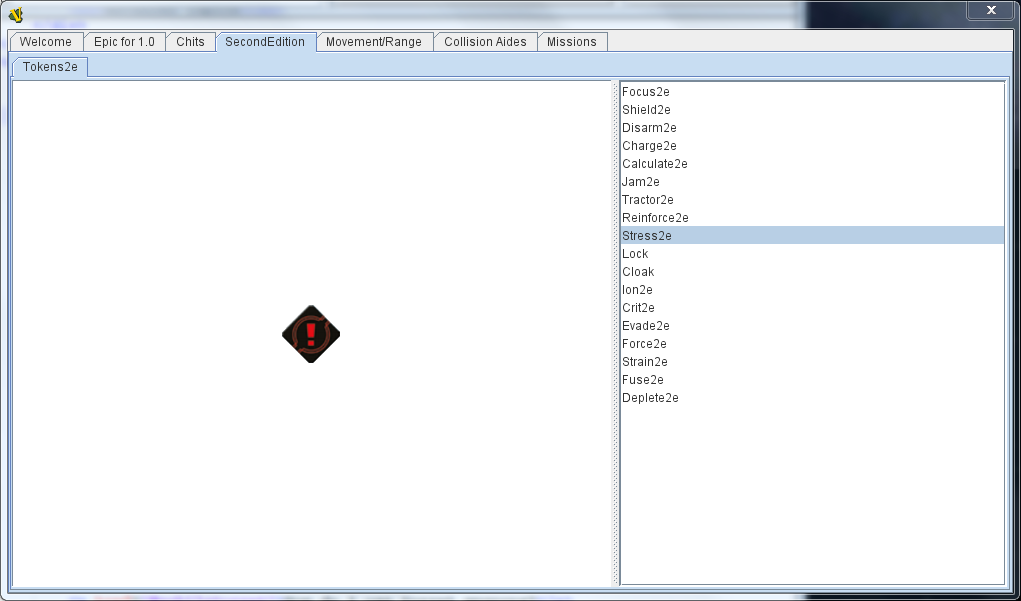 Welcome Epic for 1.0 Chits SecondEdition Movement/Range Collision Aides Missions
Tokens2e
Focus2e
Shield2e
Disarm2e
Charge2e
Calculate2e
Jam2e
Tractor2e
Reinforce2e
Stress2e
Lock
Cloak
Ion2e
Crit2e
Evade2e
Force2e
Strain2e
Fuse2e
Deplete2e